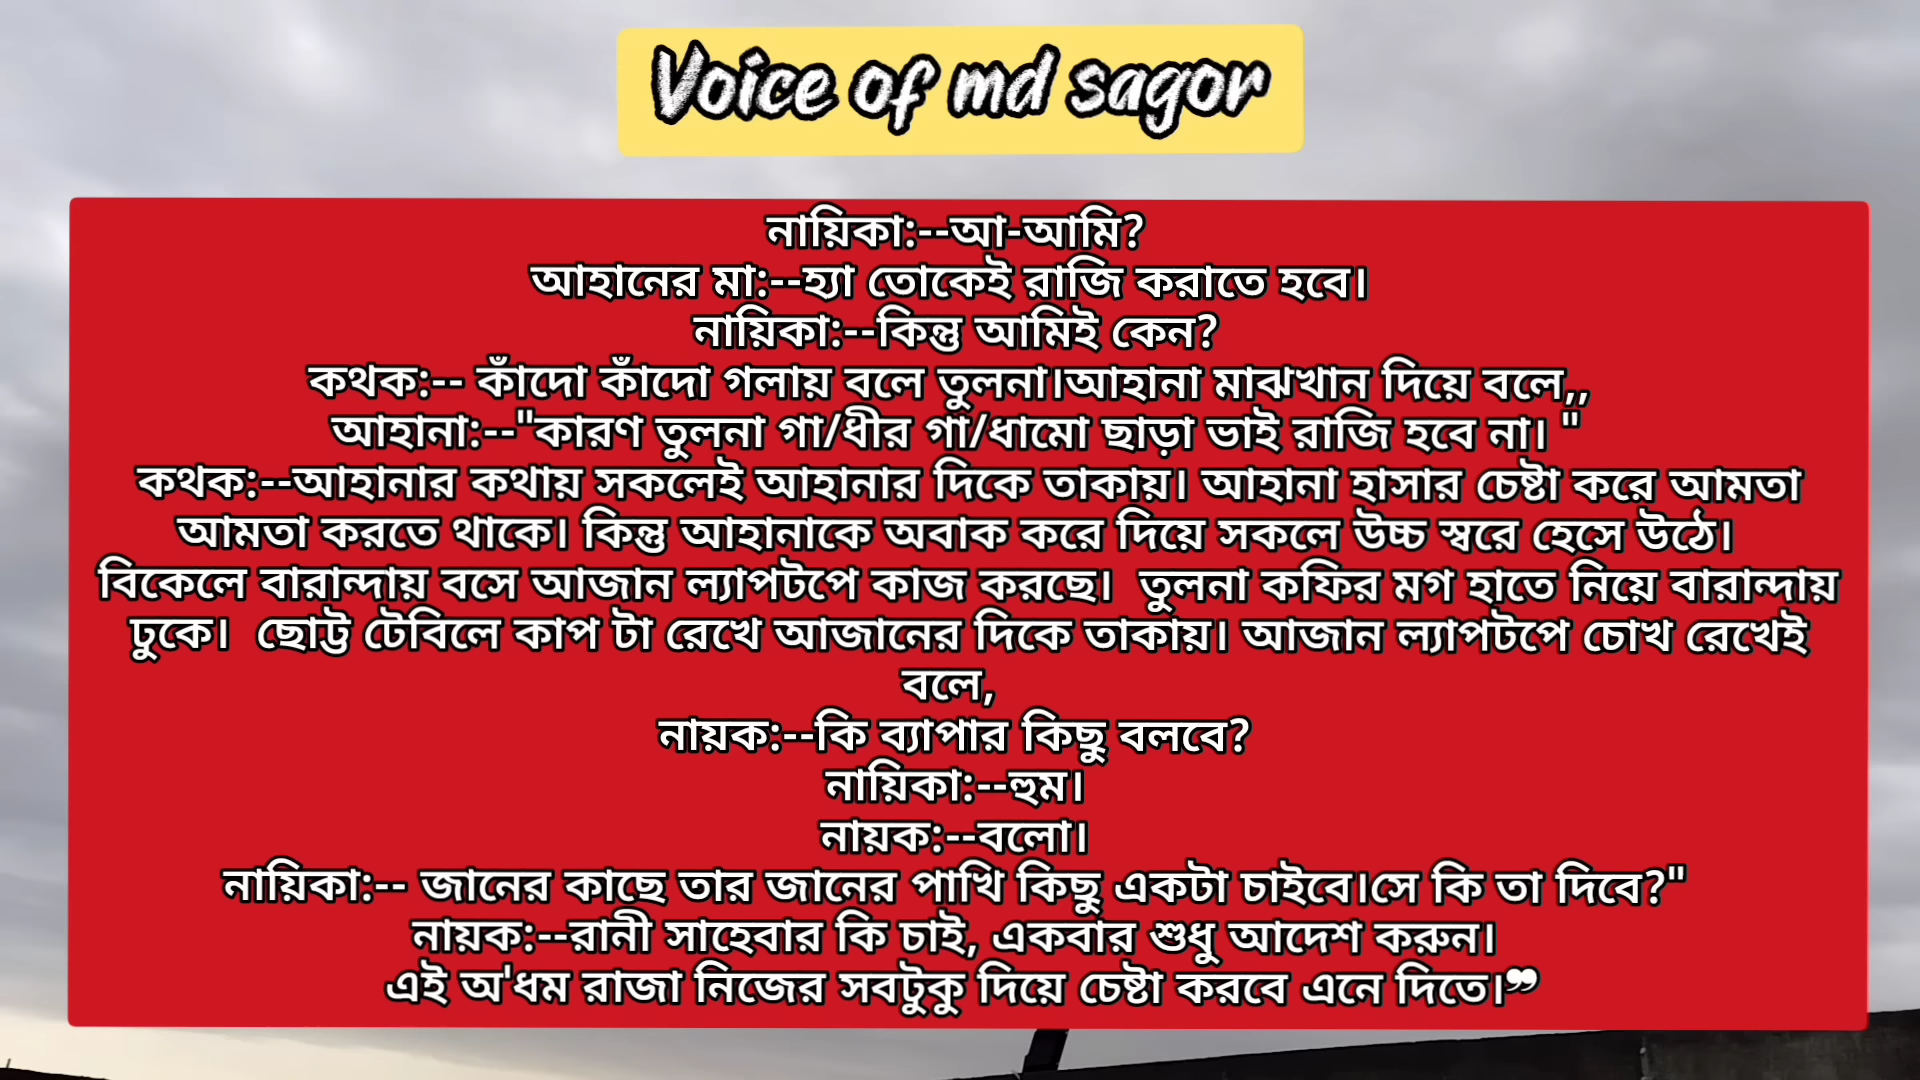 Voice of md sagor
নায়িকা:--আ-আমি?
আহানের মা:--হ্যা তোকেই রাজি করাতে হবে।
নায়িকা:--কিন্তু আমিই কেন?
কথক:-- কাঁদো কাঁদো গলায় বলে তুলনা।আহানা মাঝখান দিয়ে বলে,,
আহানা:--"কারণ তুলনা গা/ধীর গা/ধামো ছাড়া ভাই রাজি হবে না। "
কথক:--আহানার কথায় সকলেই আহানার দিকে তাকায়। আহানা হাসার চেষ্টা করে আমতা
আমতা করতে থাকে। কিন্তু আহানাকে অবাক করে দিয়ে সকলে উচ্চ স্বরে হেসে উঠে।
বিকেলে বারান্দায় বসে আজান ল্যাপটপে কাজ করছে। তুলনা কফির মগ হাতে নিয়ে বারান্দায়
ঢুকে। ছোট্ট টেবিলে কাপ টা রেখে আজানের দিকে তাকায়। আজান ল্যাপটপে চোখ রেখেই
বলে,
নায়ক:--কি ব্যাপার কিছু বলবে?
নায়িকা:--হুম।
নায়ক:--বলো।
নায়িকা:-- জানের কাছে তার জানের পাখি কিছু একটা চাইবে।সে কি তা দিবে?"
নায়ক:--রানী সাহেবার কি চাই, একবার শুধু আদেশ করুন।
এই অ'ধম রাজা নিজের সবটুকু দিয়ে চেষ্টা করবে এনে দিতে।❞